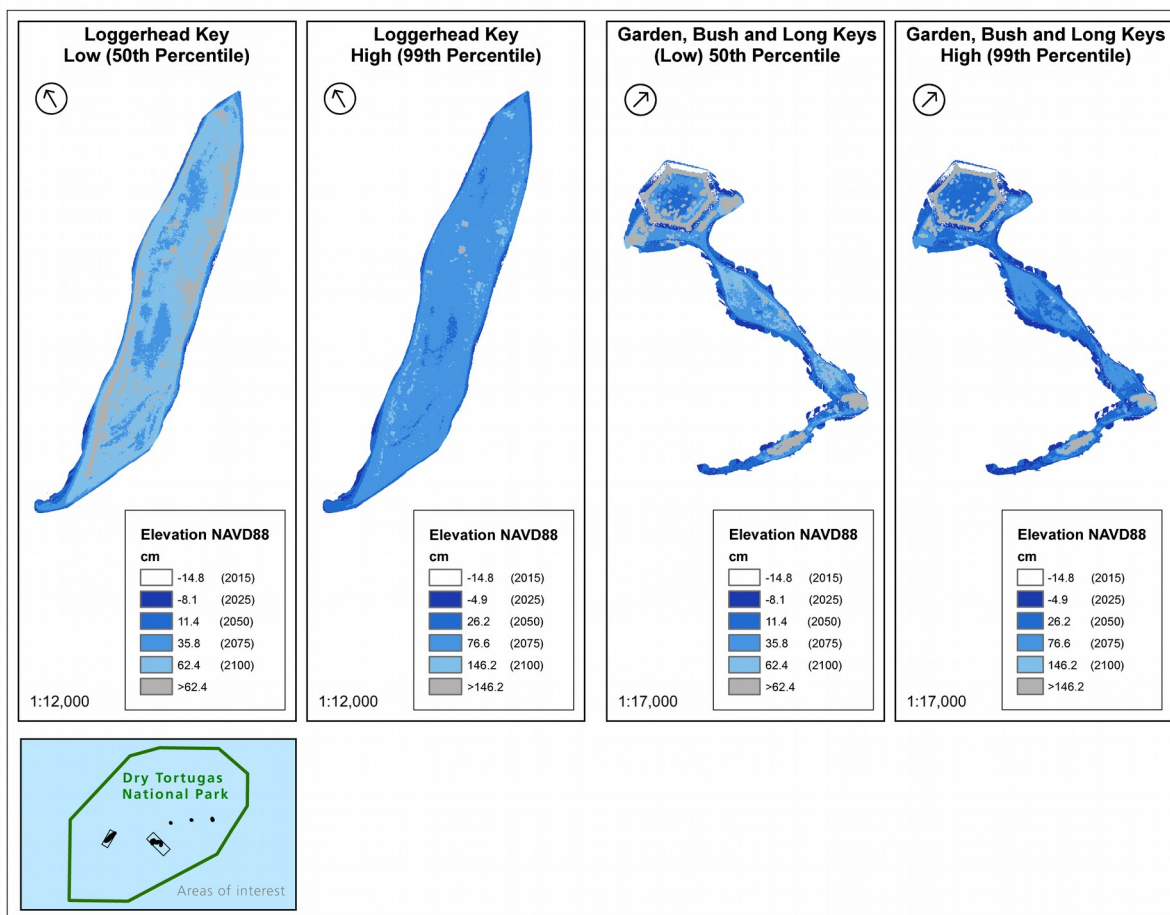 Loggerhead Key
Low (50th Percentile)
Elevation NAVD88
cm
-14.8 (2015)
-8.1 (2025)
11.4 (2050)
35.8 (2075)
62.4 (2100)
>62.4
1:12,000
Loggerhead Key
High (99th Percentile)
Elevation NAVD88
cm
-14.8 (2015)
-4.9 (2025)
26.2 (2050)
76.6 (2075)
146.2 (2100)
>146.2
1:12,000
Garden, Bush and Long Keys
(Low) 50th Percentile
Elevation NAVD88
cm
-14.8 (2015)
-8.1 (2025)
11.4 (2050)
35.8 (2075)
62.4 (2100)
>62.4
1:17,000
Garden, Bush and Long Keys
High (99th Percentile)
Elevation NAVD88
cm
-14.8 (2015)
-4.9 (2025)
26.2 (2050)
76.6 (2075)
146.2 (2100)
>146.2
1:17,000
Dry Tortugas
National Park
Areas of interest